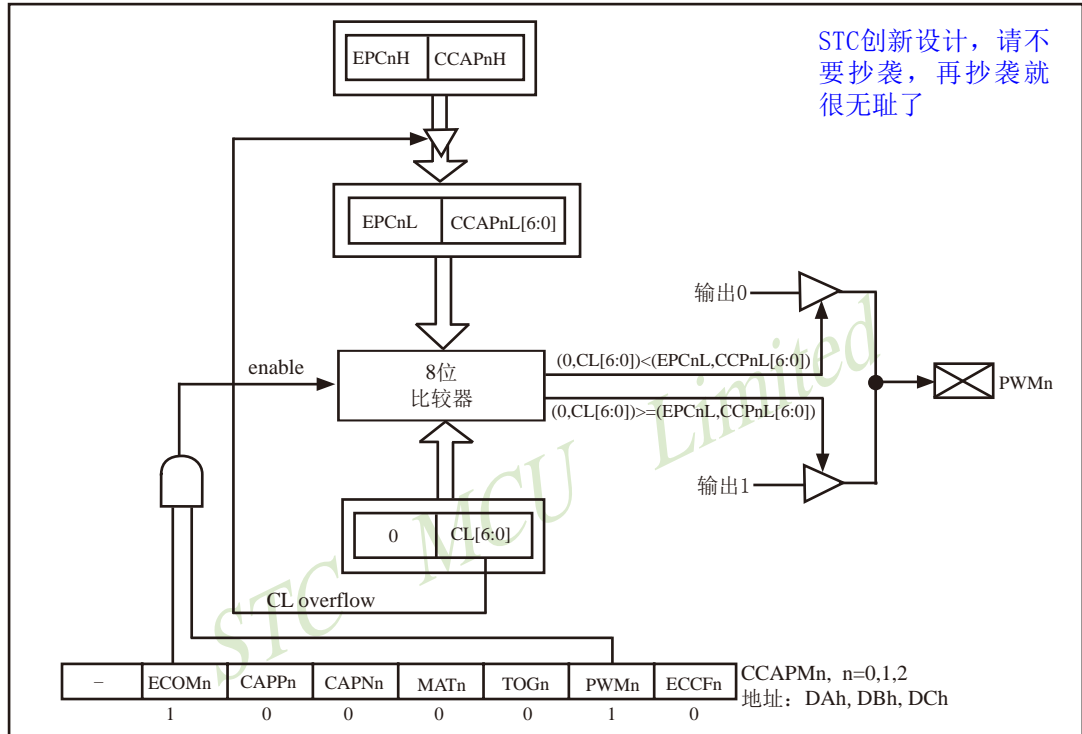 STC创新设计，请不
要抄袭，再抄袭就
很无耻了
EPCnH CCAPnH
EPCnL CCAPnL[6:0]
输出0
enable
8位
比较器
(0,CL[6:0])<(EPCnL,CCPnL[6:0])
(0,CL[6:0])>=(EPCnL,CCPnL[6:0])
PWMn
输出1
0 CL[6:0]
CL overflow
STC MCU Limited
– ECOMn CAPPn CAPNn MATn TOGn PWMn ECCFn
CCAPMn, n=0,1,2
地址：DAh, DBh, DCh
1 0 0 0 0 1 0